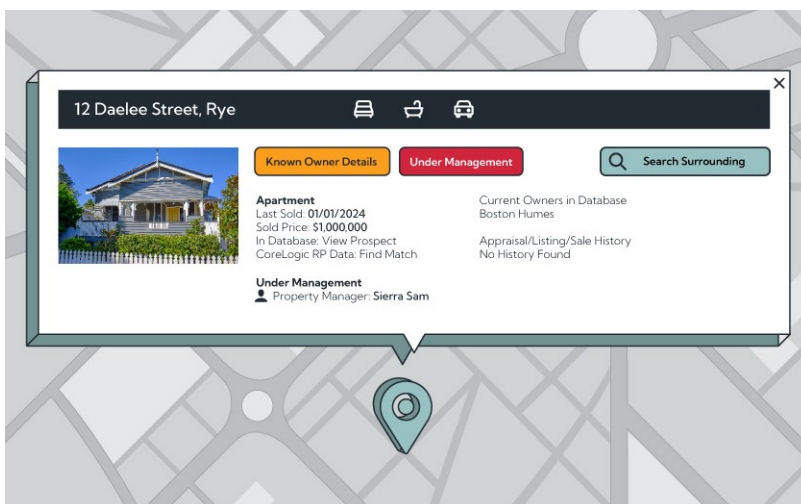 12 Daelee Street, Rye
Known Owner Details
Under Management
Search Surrounding
Apartment
Last Sold: 01/01/2024
Sold Price: $1,000,000
In Database: View Prospect
CoreLogic RP Data: Find Match
Under Management
Property Manager: Sierra Sam
Current Owners in Database
Boston Humes
Appraisal/Listing/Sale History
No History Found